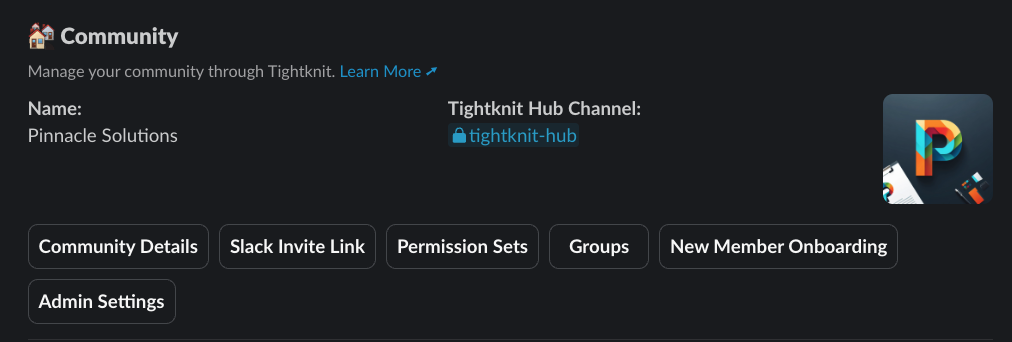 Community
Manage your community through Tightknit. Learn More
Name:
Pinnacle Solutions
Tightknit Hub Channel:
tightknit-hub
P
Community Details
Slack Invite Link
Permission Sets
Groups
New Member Onboarding
Admin Settings